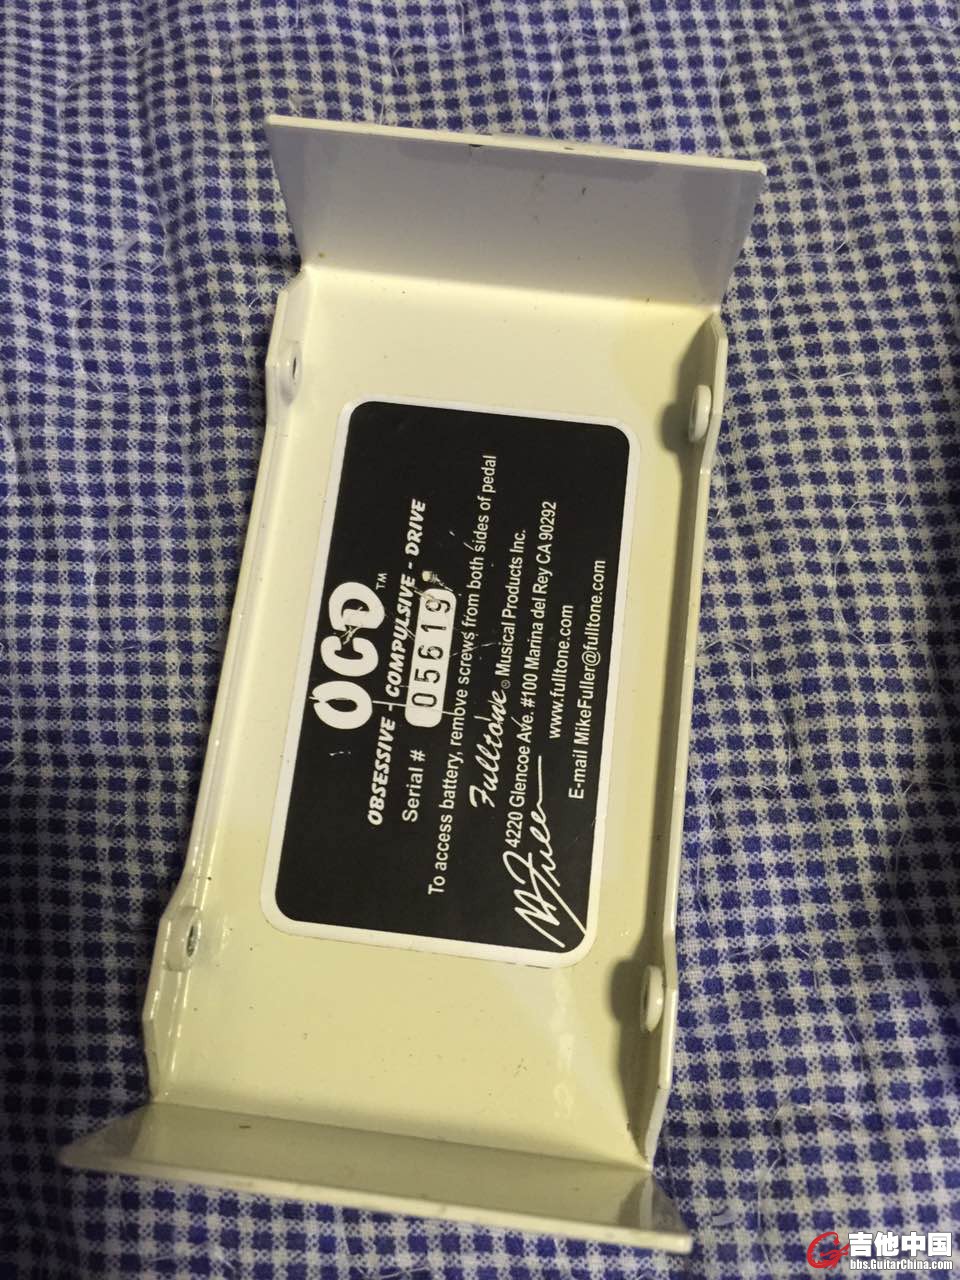 OCD™
OBSESSIVE - COMPULSIVE - DRIVE
Serial # 05619
To access battery, remove screws from both sides of pedal
Fulltone® Musical Products Inc.
4220 Glencoe Ave. #100 Marina del Rey CA 90292
www.fulltone.com
E-mail MikeFuller@fulltone.com
M Fuller
吉他中国
bbs.GuitarChina.com